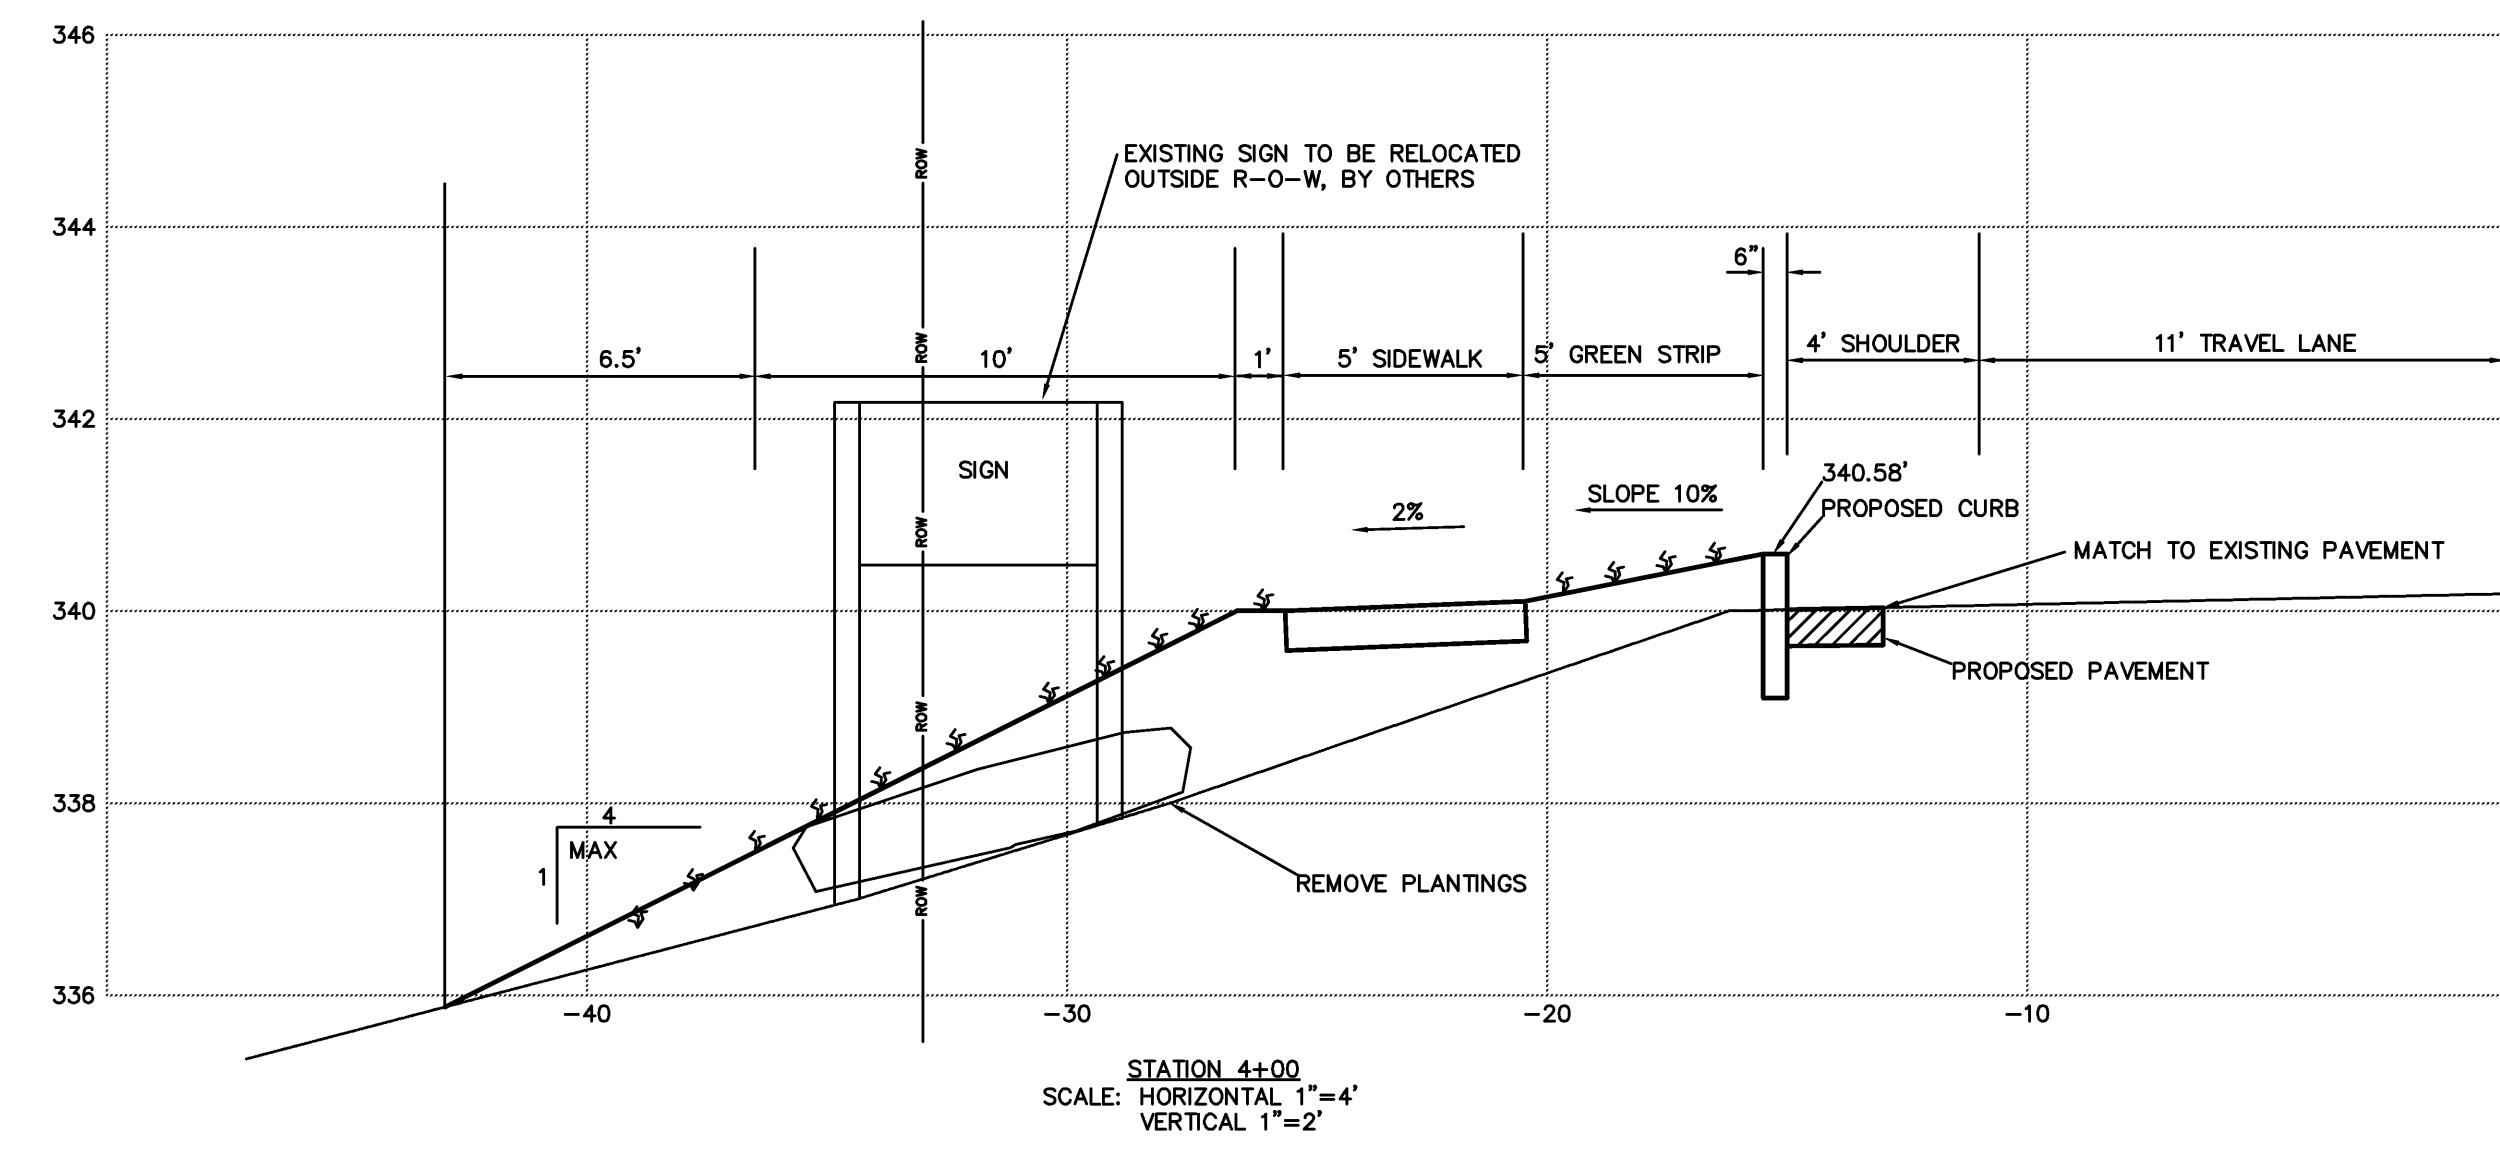 346
344
342
340
338
336
EXISTING SIGN TO BE RELOCATED
OUTSIDE R-O-W, BY OTHERS
ROW
ROW
ROW
ROW
ROW
6.5'
10'
1'
5' SIDEWALK
5' GREEN STRIP
6"
4' SHOULDER
11' TRAVEL LANE
SIGN
2%
SLOPE 10%
340.58'
PROPOSED CURB
MATCH TO EXISTING PAVEMENT
PROPOSED PAVEMENT
4
1
MAX
REMOVE PLANTINGS
-40
-30
-20
-10
STATION 4+00
SCALE: HORIZONTAL 1"=4'
VERTICAL 1"=2'